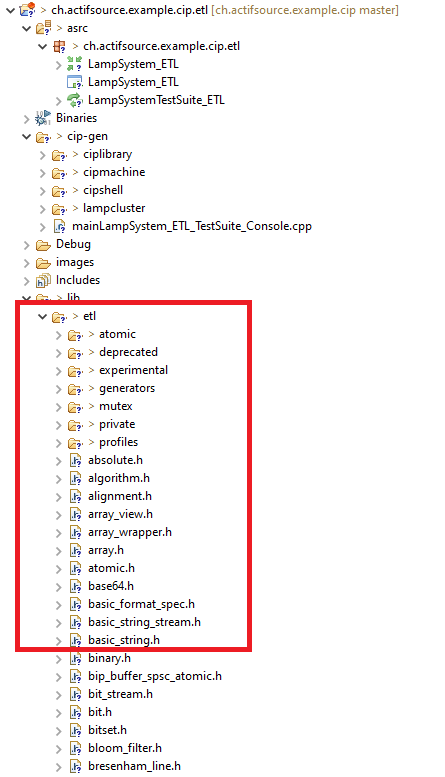 > ch.actifsource.example.cip.etl [ch.actifsource.example.cip master]
> asrc
> ch.actifsource.example.cip.etl
LampSystem_ETL
LampSystem_ETL
LampSystemTestSuite_ETL
Binaries
> cip-gen
> ciplibrary
> cipmachine
> cipshell
> lampcluster
mainLampSystem_ETL_TestSuite_Console.cpp
Debug
images
Includes
> lib
> etl
> atomic
> deprecated
> experimental
> generators
> mutex
> private
> profiles
absolute.h
algorithm.h
alignment.h
array_view.h
array_wrapper.h
array.h
atomic.h
base64.h
basic_format_spec.h
basic_string_stream.h
basic_string.h
binary.h
bip_buffer_spsc_atomic.h
bit_stream.h
bit.h
bitset.h
bloom_filter.h
bresenham_line.h